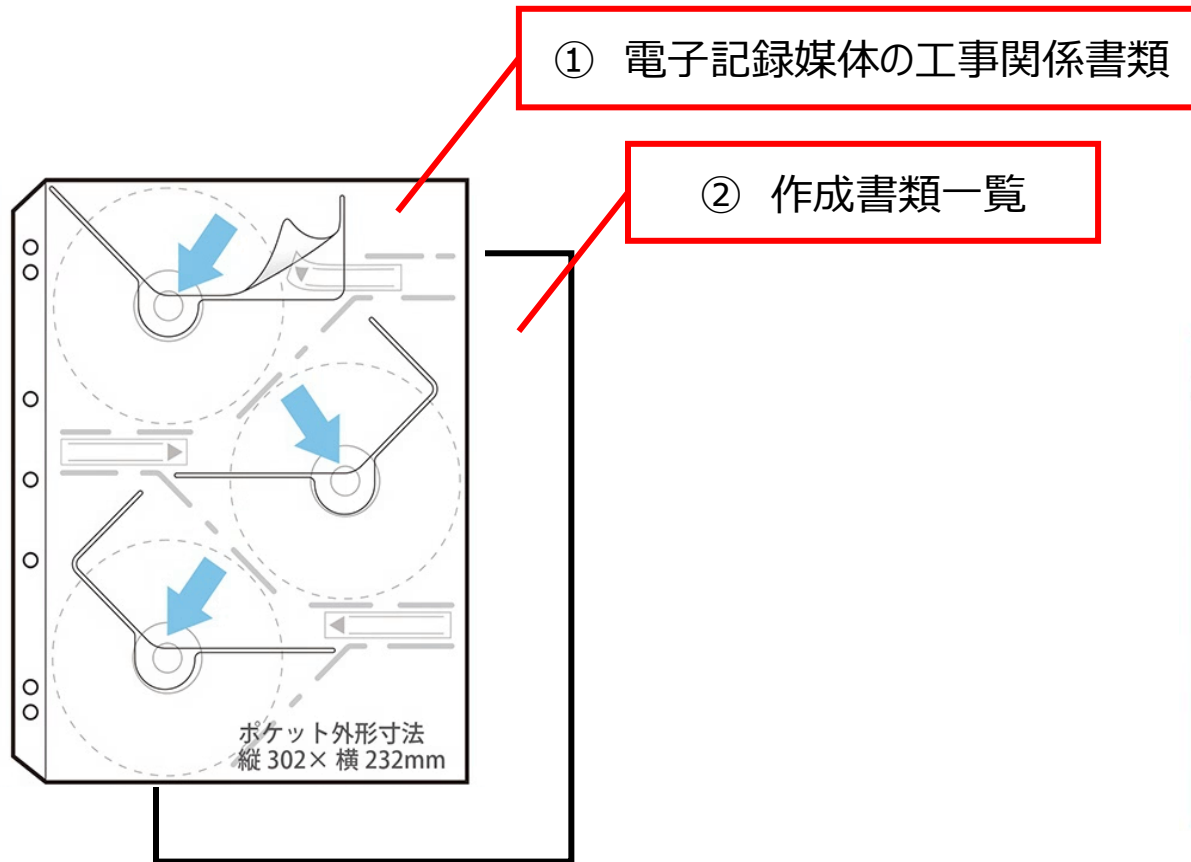 ① 電子記録媒体の工事関係書類
② 作成書類一覧
ポケット外形寸法
縦 302× 横 232mm